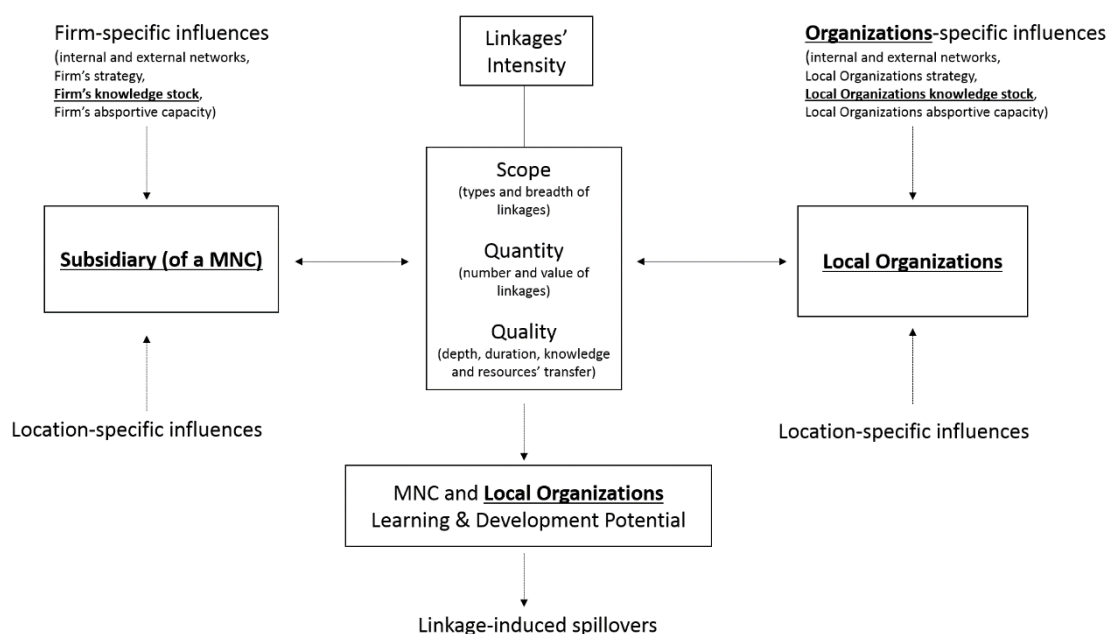 Firm-specific influences
(internal and external networks,
Firm's strategy,
Firm's knowledge stock,
Firm's absportive capacity)
Linkages'
Intensity
Organizations-specific influences
(internal and external networks,
Local Organizations strategy,
Local Organizations knowledge stock,
Local Organizations absportive capacity)
Subsidiary (of a MNC)
Scope
(types and breadth of
linkages)
Quantity
(number and value of
linkages)
Quality
(depth, duration, knowledge
and resources' transfer)
Local Organizations
Location-specific influences
Location-specific influences
MNC and Local Organizations
Learning & Development Potential
Linkage-induced spillovers